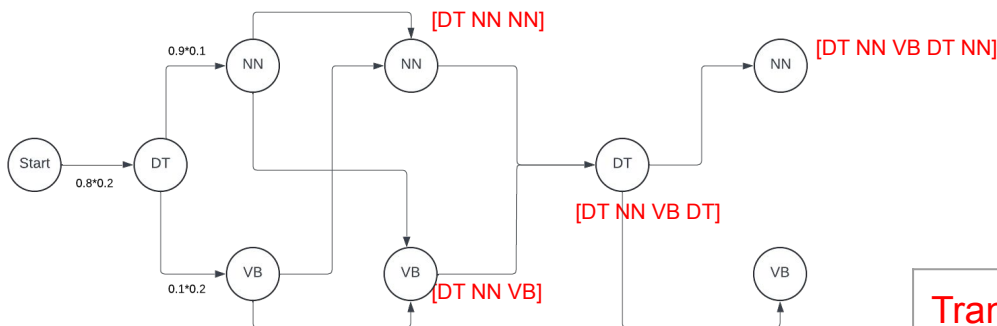 [DT NN NN]
[DT NN VB DT NN]
0.9*0.1
NN
NN
NN
Start
DT
DT
0.8*0.2
[DT NN VB DT]
VB
VB
VB
0.1*0.2
[DT NN VB]
Tran